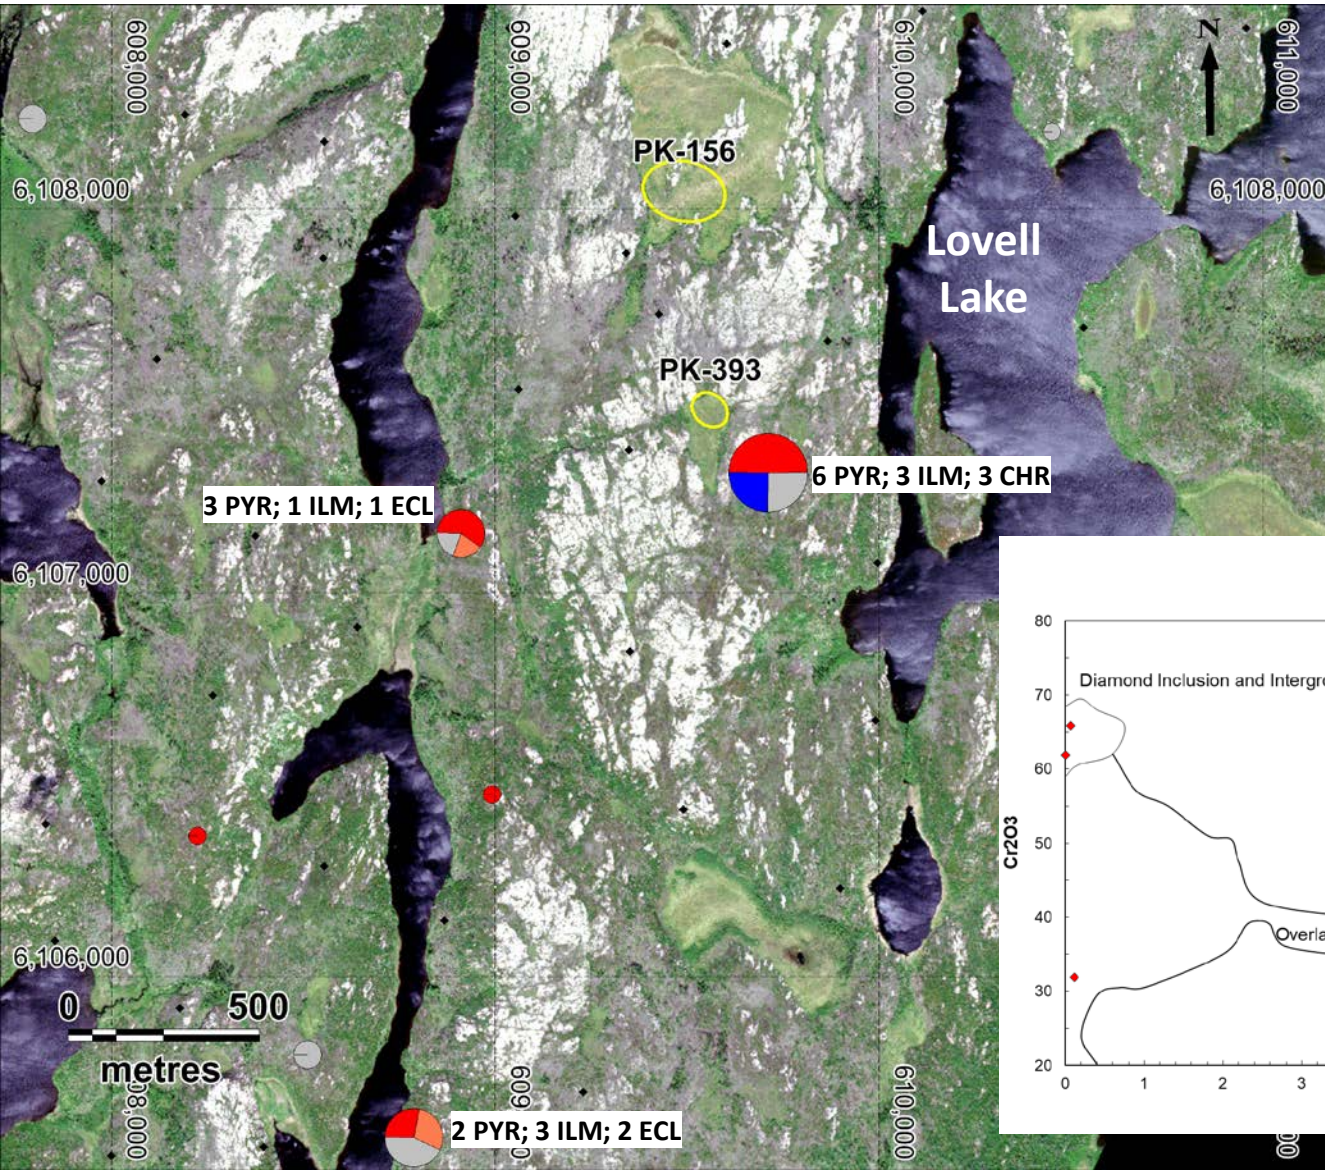 608,000
609,000
610,000
611,000
N
PK-156
6,108,000
6,108,000
Lovell
Lake
PK-393
6 PYR; 3 ILM; 3 CHR
3 PYR; 1 ILM; 1 ECL
6,107,000
80
Diamond Inclusion and Intergro
70
60
Cr2O3
50
40
Overla
30
20
0
1
2
3
6,106,000
0
500
metres
2 PYR; 3 ILM; 2 ECL
610,000